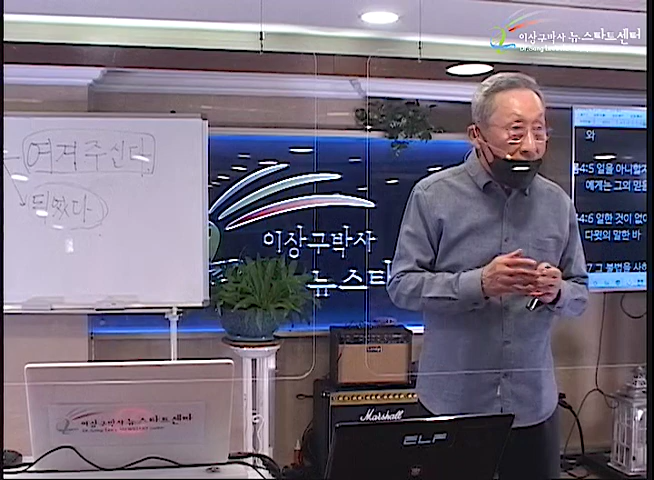 이상구박사 뉴스타트센터
여겨주신다
되었다
이상구박사
뉴스타
와
4:5 일을 아니할지
에게는 그의 믿음
4:6 일한 것이 없이
다윗의 말한 바
7 그 불법을 사하
이상구박사 뉴스타트센터
Marshall